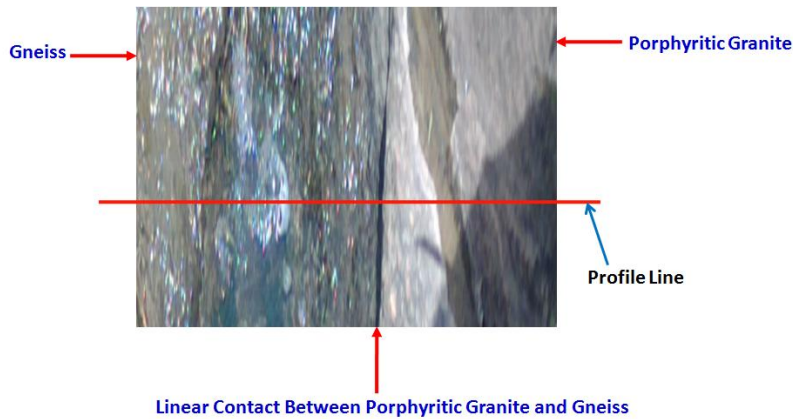 Gneiss
Porphyritic Granite
Profile Line
Linear Contact Between Porphyritic Granite and Gneiss